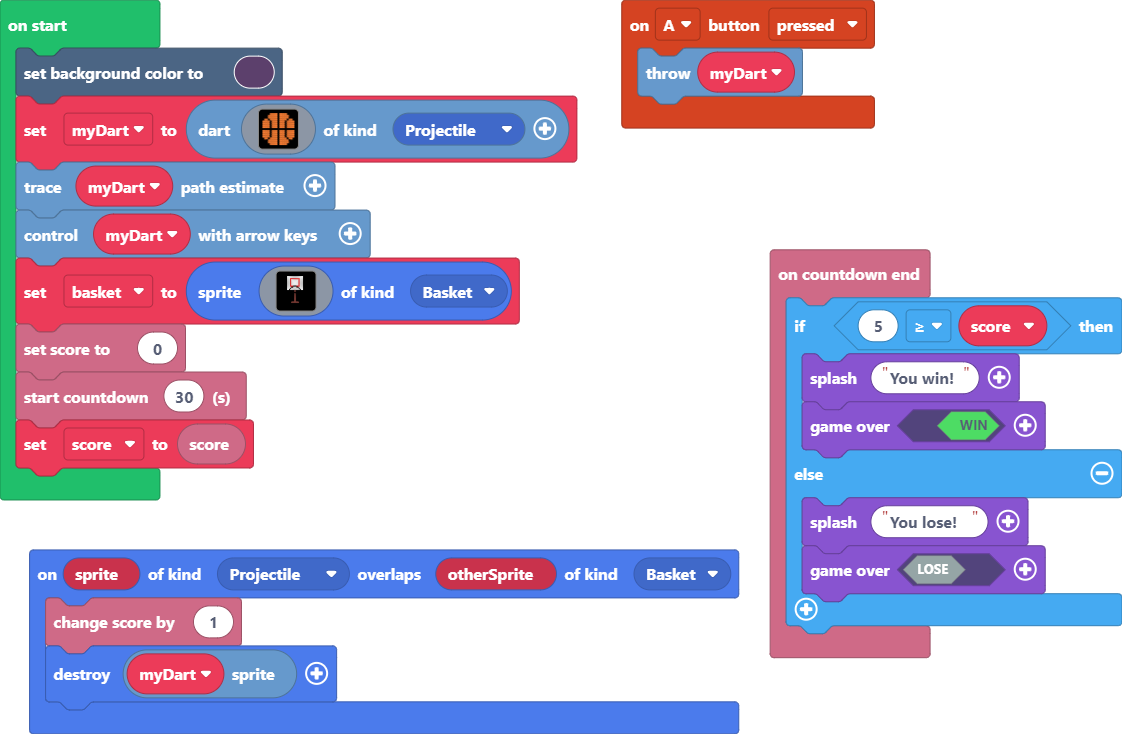 on start
set background color to
set myDart to dart of kind Projectile
trace myDart path estimate
control myDart with arrow keys
set basket to sprite of kind Basket
set score to 0
start countdown 30 (s)
set score to score
on A button pressed
throw myDart
on countdown end
if 5 ≥ score then
splash "You win! "
game over WIN
else
splash "You lose! "
game over LOSE
on sprite of kind Projectile overlaps otherSprite of kind Basket
change score by 1
destroy myDart sprite